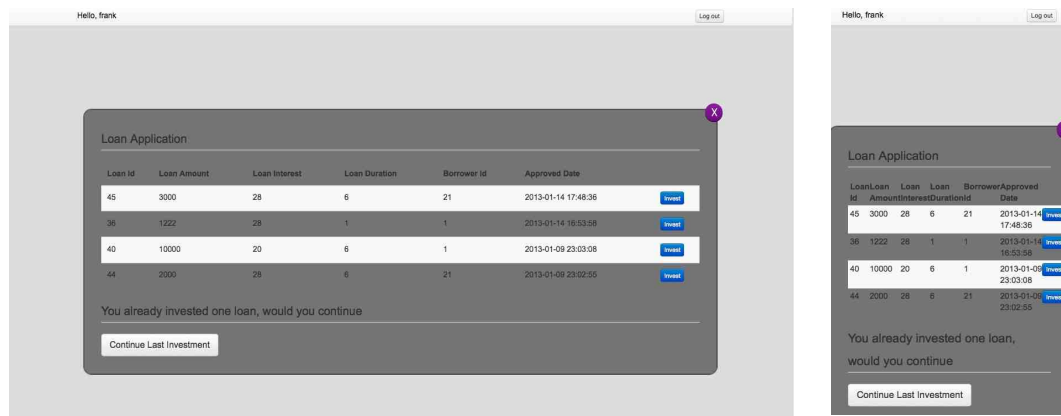 Hello, frank Log out
X
Loan Application
Loan Id Loan Amount Loan Interest Loan Duration Borrower Id Approved Date
45 3000 28 6 21 2013-01-14 17:48:36 Invest
36 1222 28 1 1 2013-01-14 16:53:58 Invest
40 10000 20 6 1 2013-01-09 23:03:08 Invest
44 2000 28 6 21 2013-01-09 23:02:55 Invest
You already invested one loan, would you continue
Continue Last Investment
Hello, frank Log out
Loan Application
Loan Loan Loan Loan Borrower Approved
Id Amount Interest Duration Id Date
45 3000 28 6 21 2013-01-14 Inves
17:48:36
36 1222 28 1 1 2013-01-14 Inves
16:53:58
40 10000 20 6 1 2013-01-09 Inves
23:03:08
44 2000 28 6 21 2013-01-09 Inves
23:02:55
You already invested one loan,
would you continue
Continue Last Investment